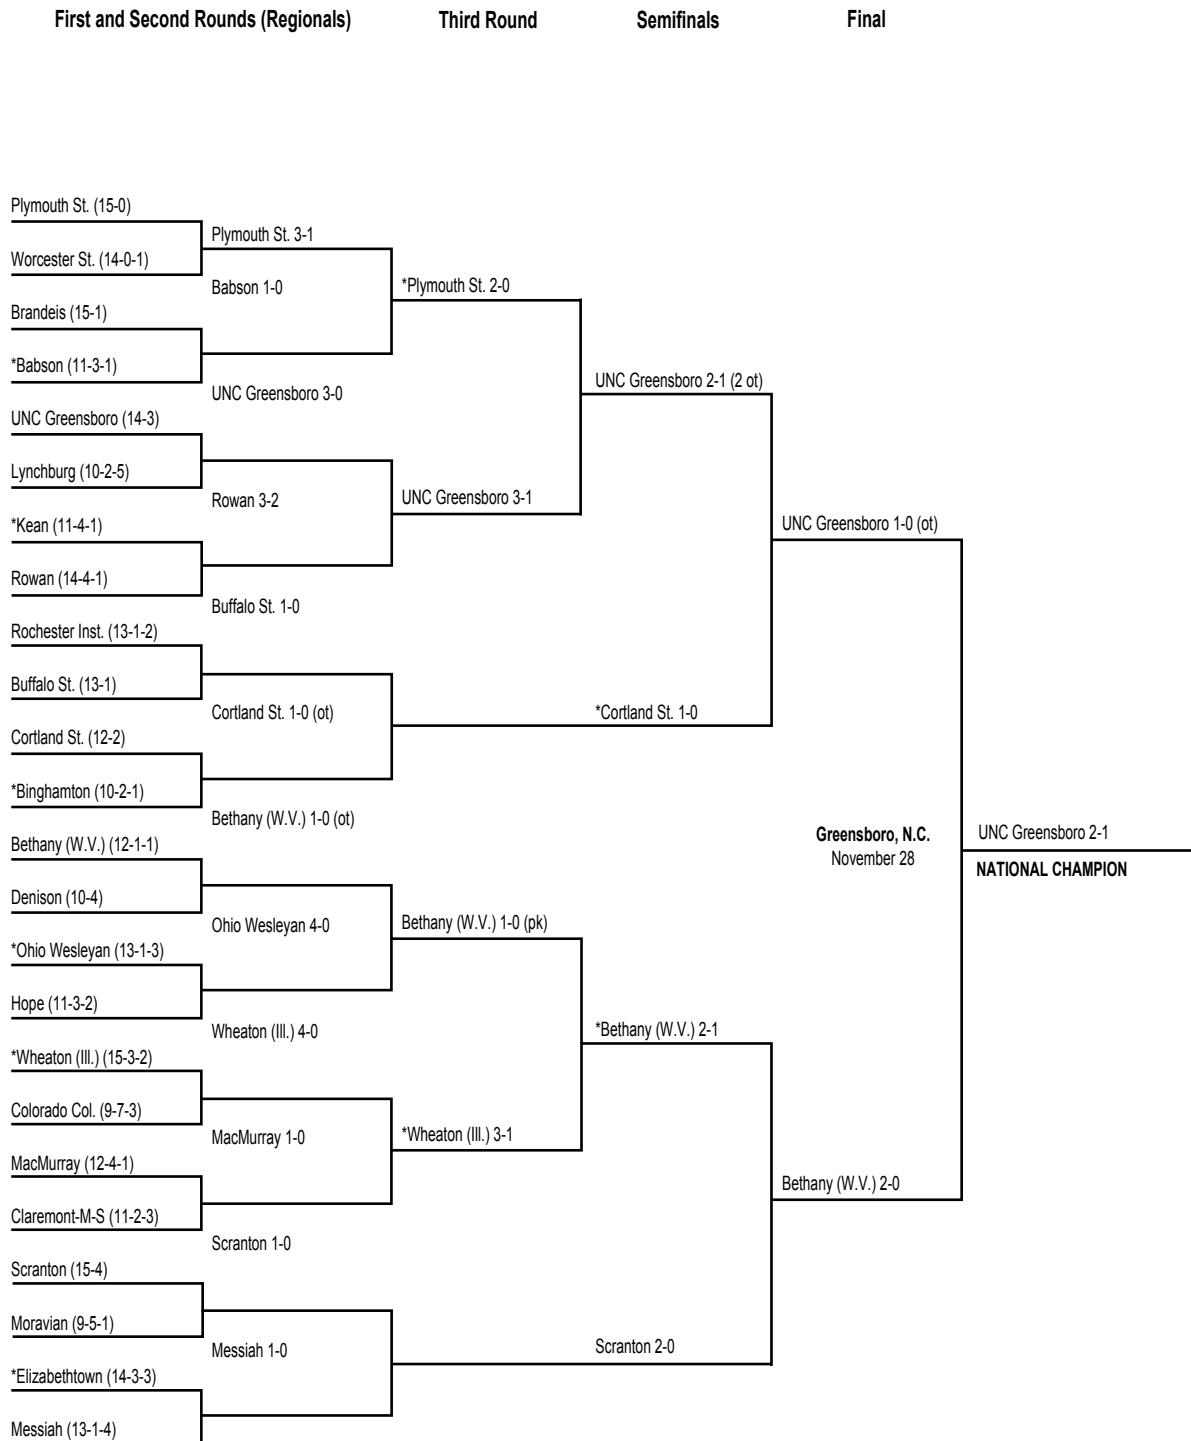 First and Second Rounds (Regionals) Third Round Semifinals Final
Plymouth St. (15-0)
Plymouth St. 3-1
Worcester St. (14-0-1)
Babson 1-0
*Plymouth St. 2-0
Brandeis (15-1)
*Babson (11-3-1)
UNC Greensboro 2-1 (2 ot)
UNC Greensboro 3-0
UNC Greensboro (14-3)
Lynchburg (10-2-5)
Rowan 3-2
UNC Greensboro 3-1
*Kean (11-4-1)
UNC Greensboro 1-0 (ot)
Rowan (14-4-1)
Buffalo St. 1-0
Rochester Inst. (13-1-2)
Buffalo St. (13-1)
Cortland St. 1-0 (ot)
*Cortland St. 1-0
Cortland St. (12-2)
*Binghamton (10-2-1)
Bethany (W.V.) 1-0 (ot)
Greensboro, N.C.
UNC Greensboro 2-1
Bethany (W.V.) (12-1-1)
November 28
NATIONAL CHAMPION
Denison (10-4)
Ohio Wesleyan 4-0
Bethany (W.V.) 1-0 (pk)
*Ohio Wesleyan (13-1-3)
Hope (11-3-2)
Wheaton (Ill.) 4-0
*Bethany (W.V.) 2-1
*Wheaton (Ill.) (15-3-2)
Colorado Col. (9-7-3)
MacMurray 1-0
*Wheaton (Ill.) 3-1
MacMurray (12-4-1)
Bethany (W.V.) 2-0
Claremont-M-S (11-2-3)
Scranton 1-0
Scranton (15-4)
Moravian (9-5-1)
Messiah 1-0
Scranton 2-0
*Elizabethtown (14-3-3)
Messiah (13-1-4)